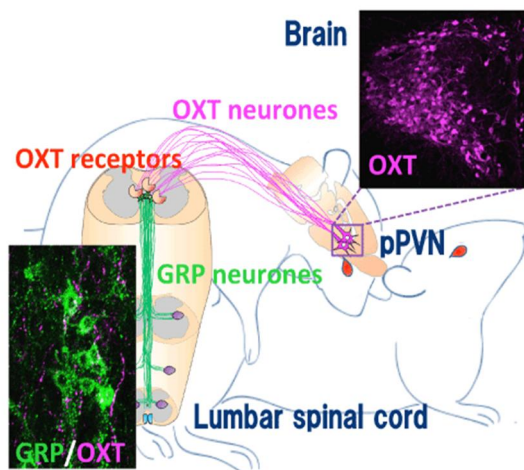 Brain
OXT neurones
OXT receptors
OXT
pPVN
GRP neurones
Lumbar spinal cord
GRP/OXT